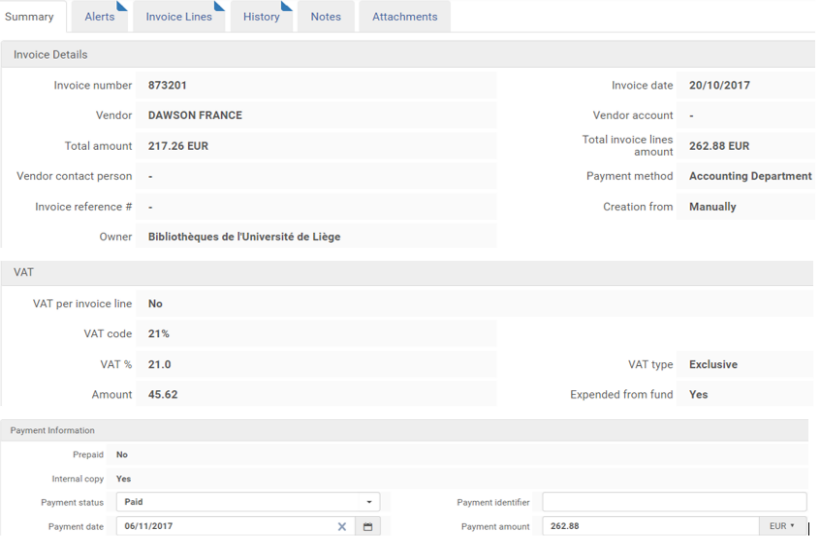 Summary Alerts Invoice Lines History Notes Attachments
Invoice Details
Invoice number 873201 Invoice date 20/10/2017
Vendor DAWSON FRANCE Vendor account -
Total amount 217.26 EUR Total invoice lines amount 262.88 EUR
Vendor contact person - Payment method Accounting Department
Invoice reference # - Creation from Manually
Owner Bibliothèques de l'Université de Liège
VAT
VAT per invoice line No
VAT code 21%
VAT % 21.0 VAT type Exclusive
Amount 45.62 Expended from fund Yes
Payment Information
Prepaid No
Internal copy Yes
Payment status Paid Payment identifier
Payment date 06/11/2017 Payment amount 262.88 EUR